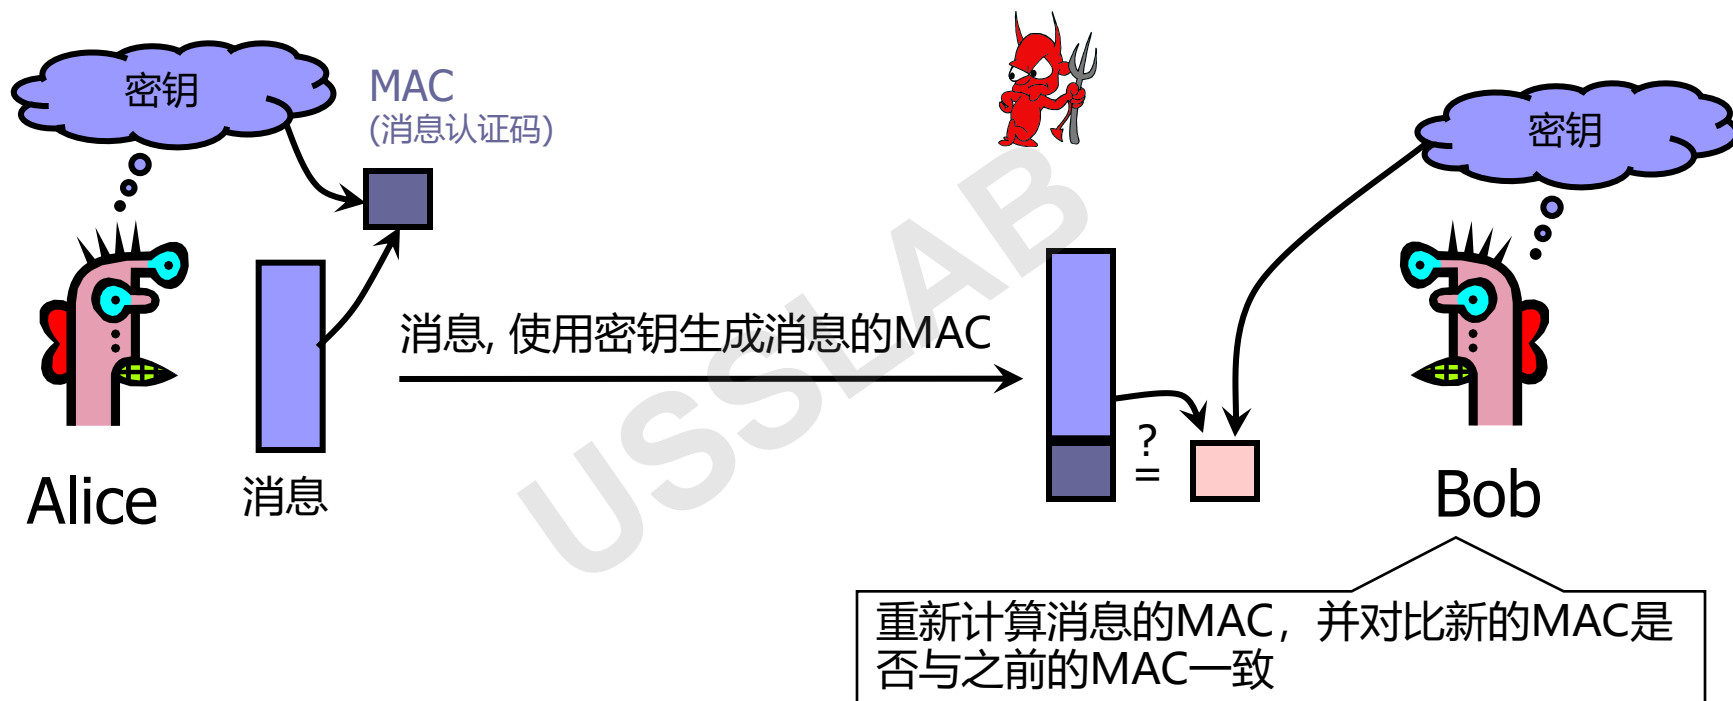 密钥
MAC
(消息认证码)
密钥
消息, 使用密钥生成消息的MAC
?
=
Alice
消息
Bob
重新计算消息的MAC，并对比新的MAC是
否与之前的MAC一致
USSLAB